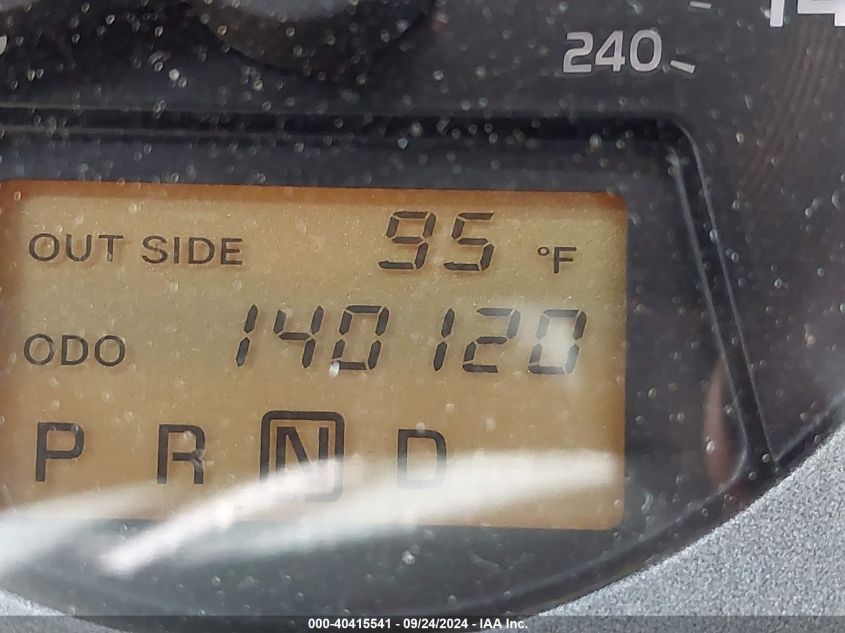 240
OUT SIDE 95 °F
ODO 140120
P R N D
000-40415541 - 09/24/2024 - IAA Inc.